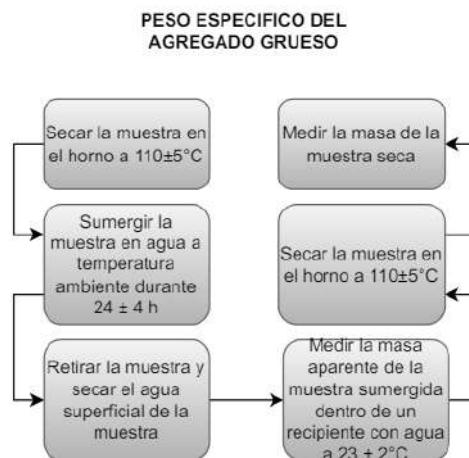 PESO ESPECIFICO DEL
AGREGADO GRUESO
Secar la muestra en
el horno a 110±5°C
Sumergir la
muestra en agua a
temperatura
ambiente durante
24 ± 4 h
Retirar la muestra y
secar el agua
superficial de la
muestra
Medir la masa
aparente de la
muestra sumergida
dentro de un
recipiente con agua
a 23 ± 2°C
Secar la muestra en
el horno a 110±5°C
Medir la masa de la
muestra seca